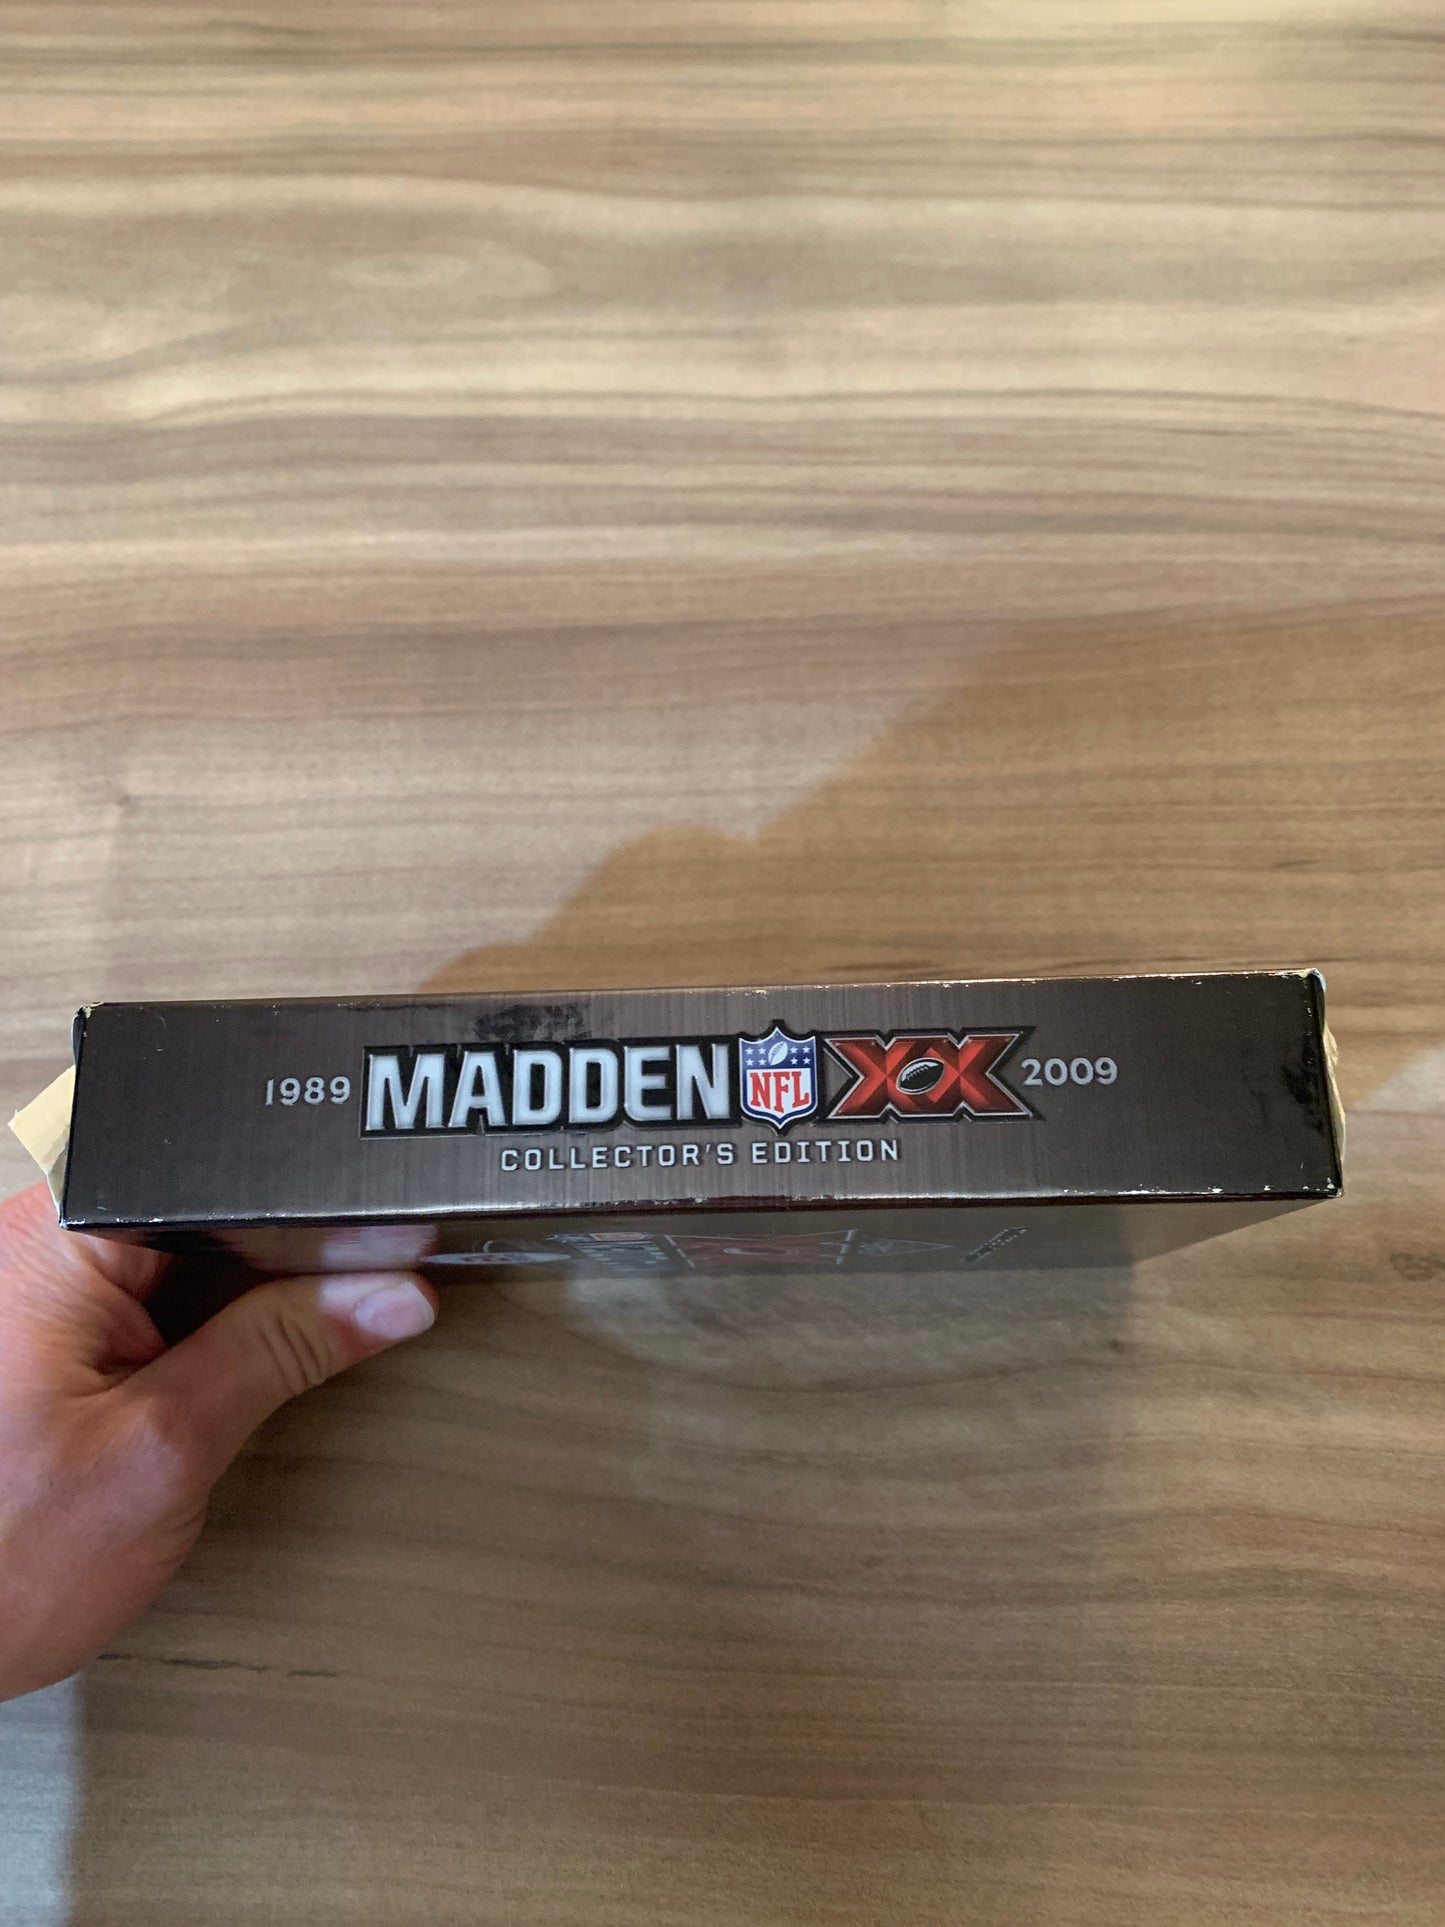 1989 MADDEN NFL XX 2009
COLLECTOR'S EDITION